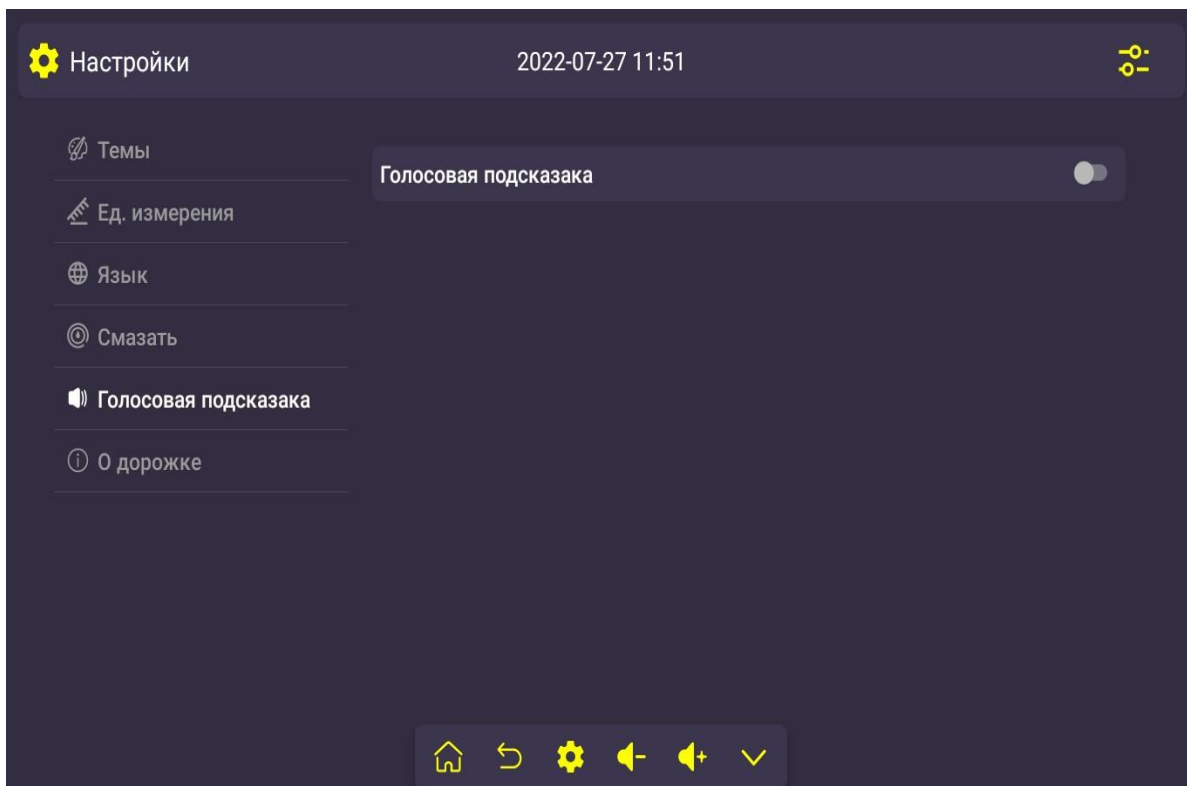 Настройки
2022-07-27 11:51
Темы
Ед. измерения
Язык
Смазать
Голосовая подсказака
О дорожке
Голосовая подсказака